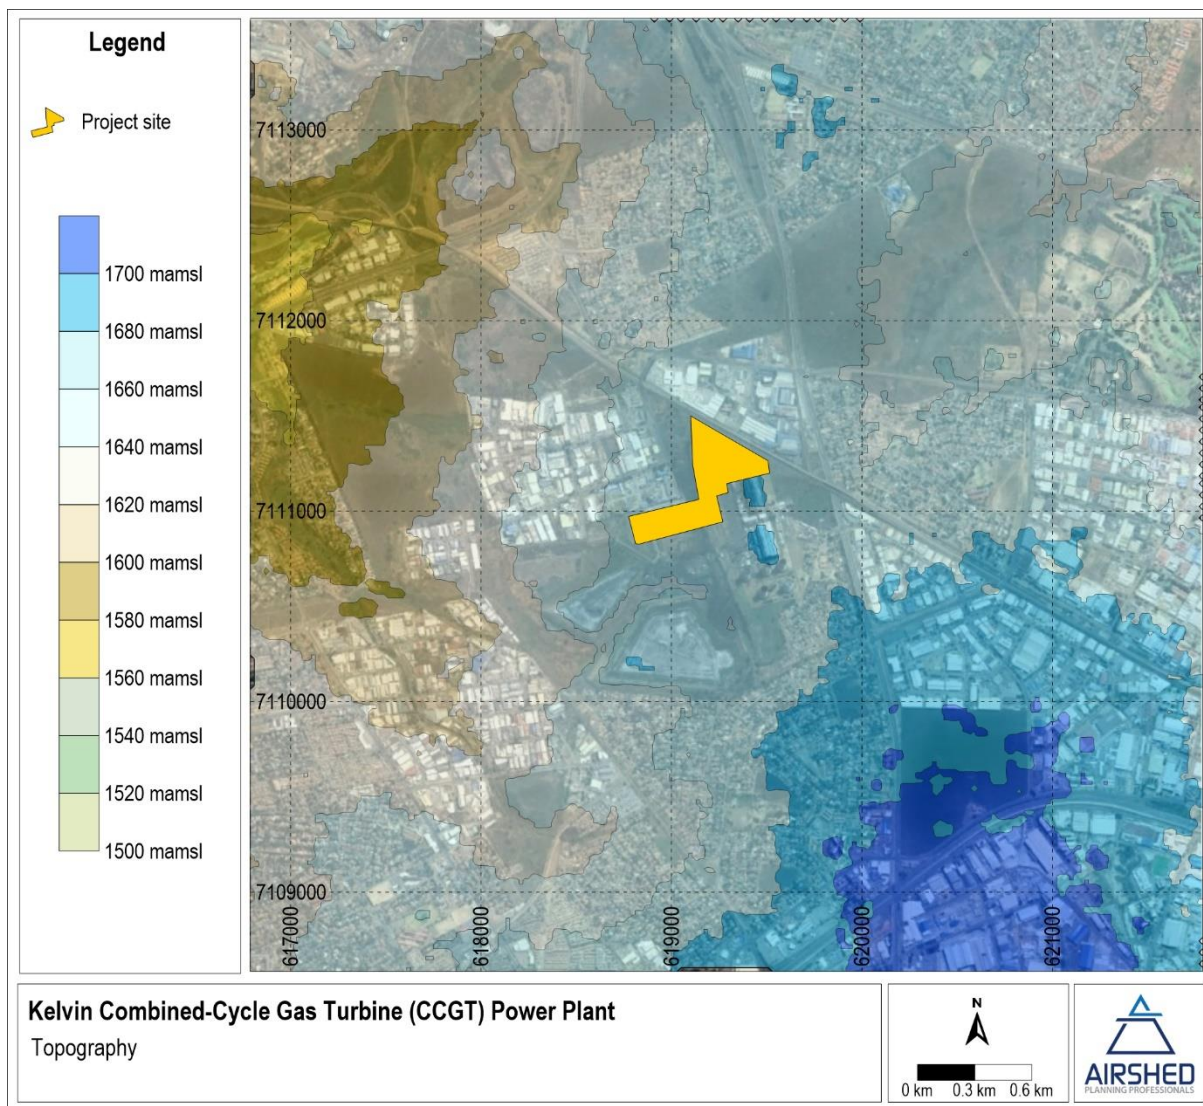 Legend
Project site
1700 mamsl
1680 mamsl
1660 mamsl
1640 mamsl
1620 mamsl
1600 mamsl
1580 mamsl
1560 mamsl
1540 mamsl
1520 mamsl
1500 mamsl
7113000
7112000
7111000
7110000
7109000
617000
618000
619000
620000
621000
Kelvin Combined-Cycle Gas Turbine (CCGT) Power Plant
Topography
N
0 km 0.3 km 0.6 km
AIRSHED
PLANNING PROFESSIONALS